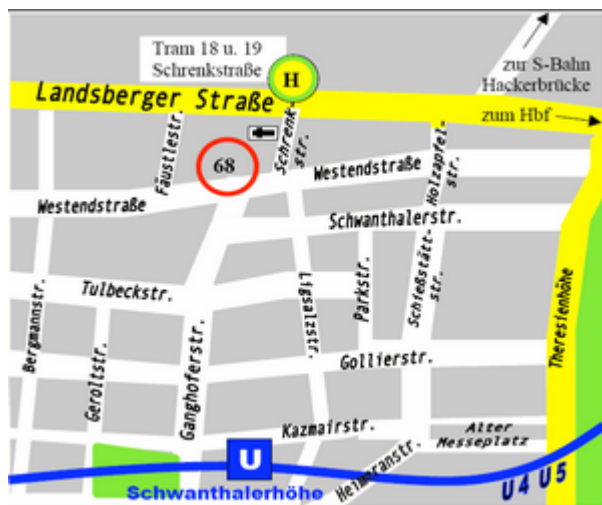 Tram 18 u. 19
Schrenkstraße
H
zur S-Bahn
Hackerbrücke
Landsberger Straße
zum Hbf
Fäustlestr.
68
Schrenk-
str.
Westendstraße
Holzapfel-
str.
Westendstraße
Schwanthalerstr.
Bergmannstr.
Tulbeckstr.
Ligsalzstr.
Parkstr.
Schießstätt-
str.
Theresienhöhe
Geroltstr.
Ganghoferstr.
Gollierstr.
Kazmairstr.
Alter
Messeplatz
U
Schwanthalerhöhe
Heimeranstr.
U4 U5